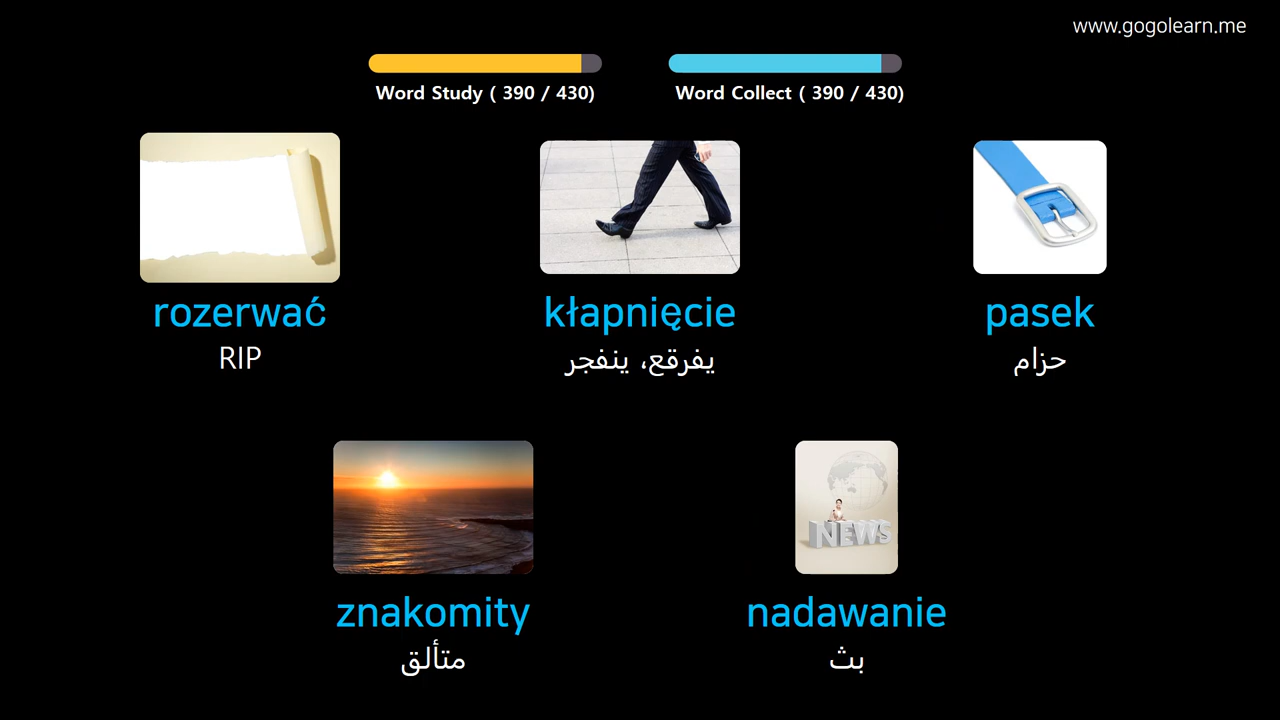 www.gogolearn.me
Word Study ( 390 / 430)
Word Collect ( 390 / 430)
rozerwać
RIP
kłapnięcie
يفرقع، ينفجر
pasek
حزام
znakomity
متألق
NEWS
nadawanie
بث